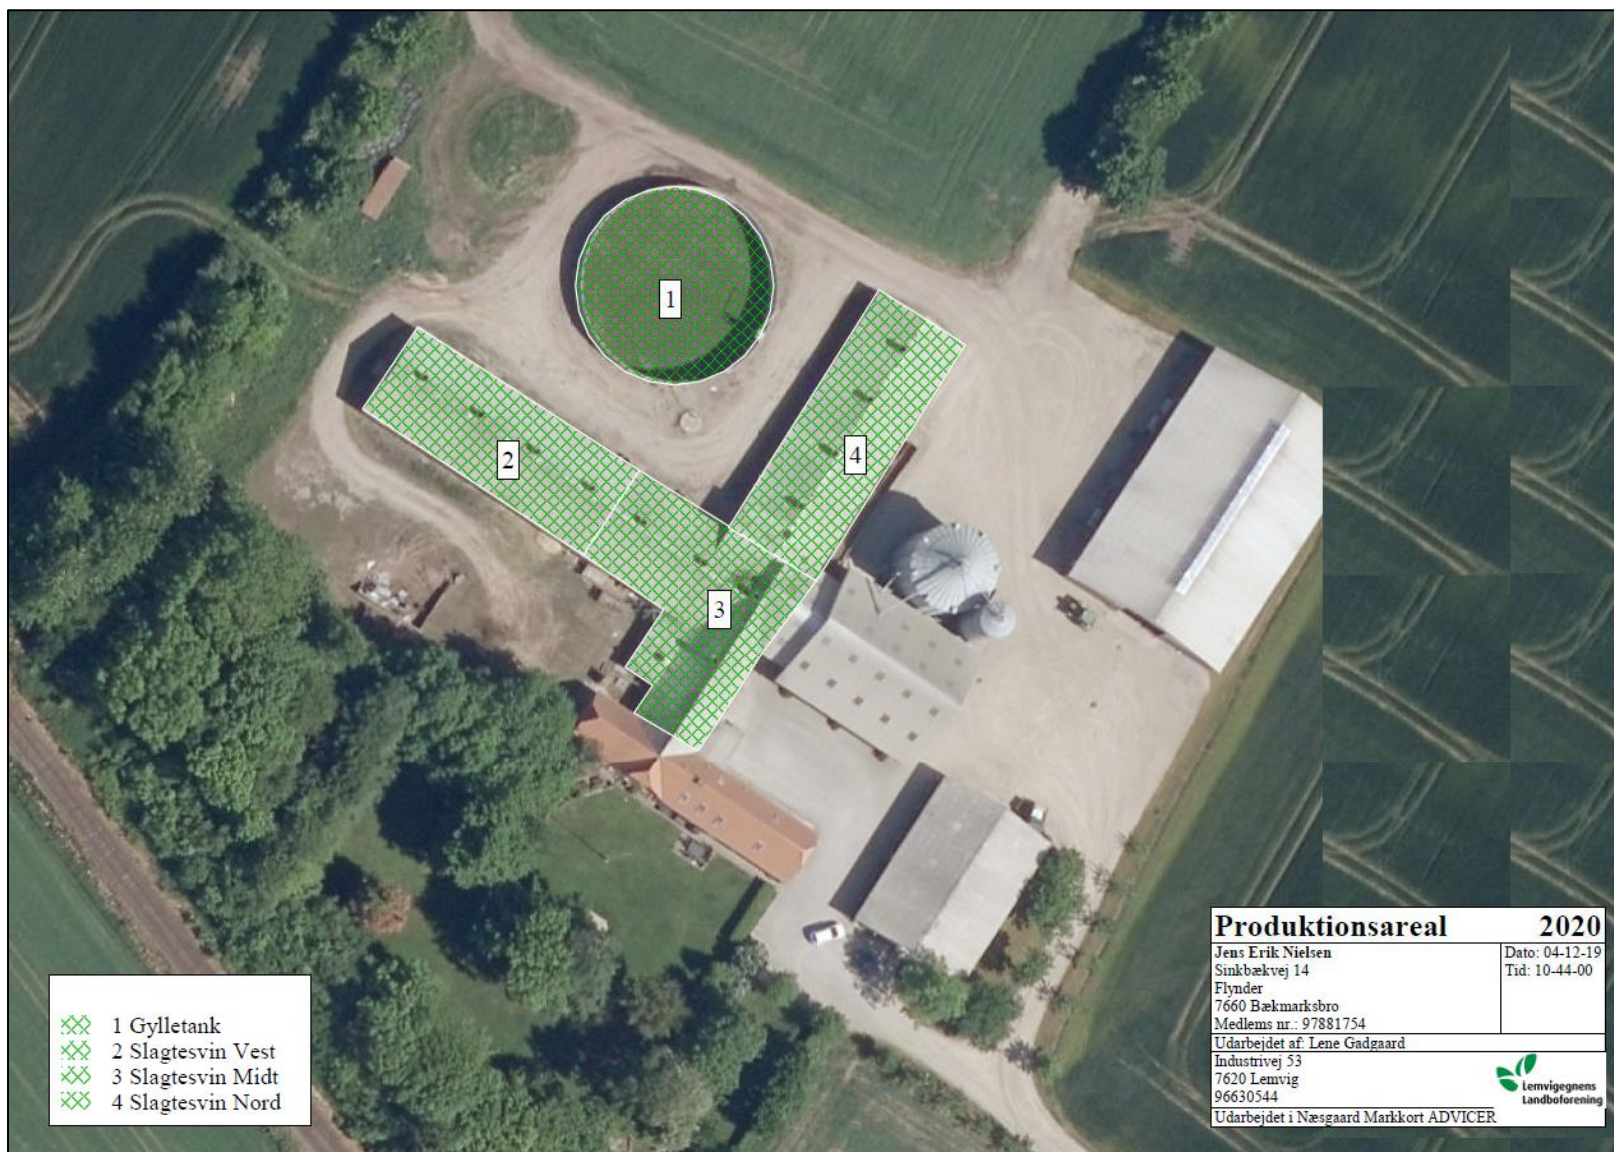 1
2
4
3
1 Gylletank
2 Slagtesvin Vest
3 Slagtesvin Midt
4 Slagtesvin Nord
Produktionsareal 2020
Jens Erik Nielsen Dato: 04-12-19
Sinkbækvej 14 Tid: 10-44-00
Flynder
7660 Bækmarksbro
Medlems nr.: 97881754
Udarbejdet af: Lene Gadgaard
Industrivej 53
7620 Lemvig
96630544
Lemvigegnens
Landboforening
Udarbejdet i Næsgaard Markkort ADVICER